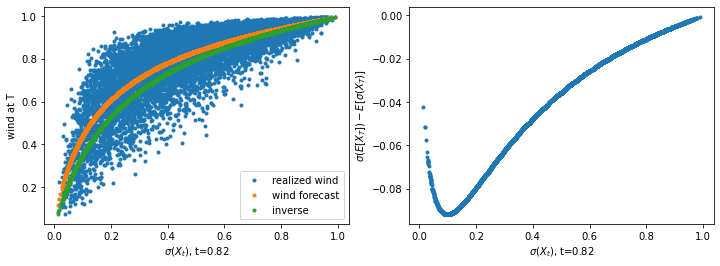 1.0
0.8
0.6
0.4
0.2
wind at T
0.0 0.2 0.4 0.6 0.8 1.0
σ(X_t), t=0.82
realized wind
wind forecast
inverse
0.00
−0.02
−0.04
−0.06
−0.08
σ(E[X_T]) − E[σ(X_T)]
0.0 0.2 0.4 0.6 0.8 1.0
σ(X_t), t=0.82